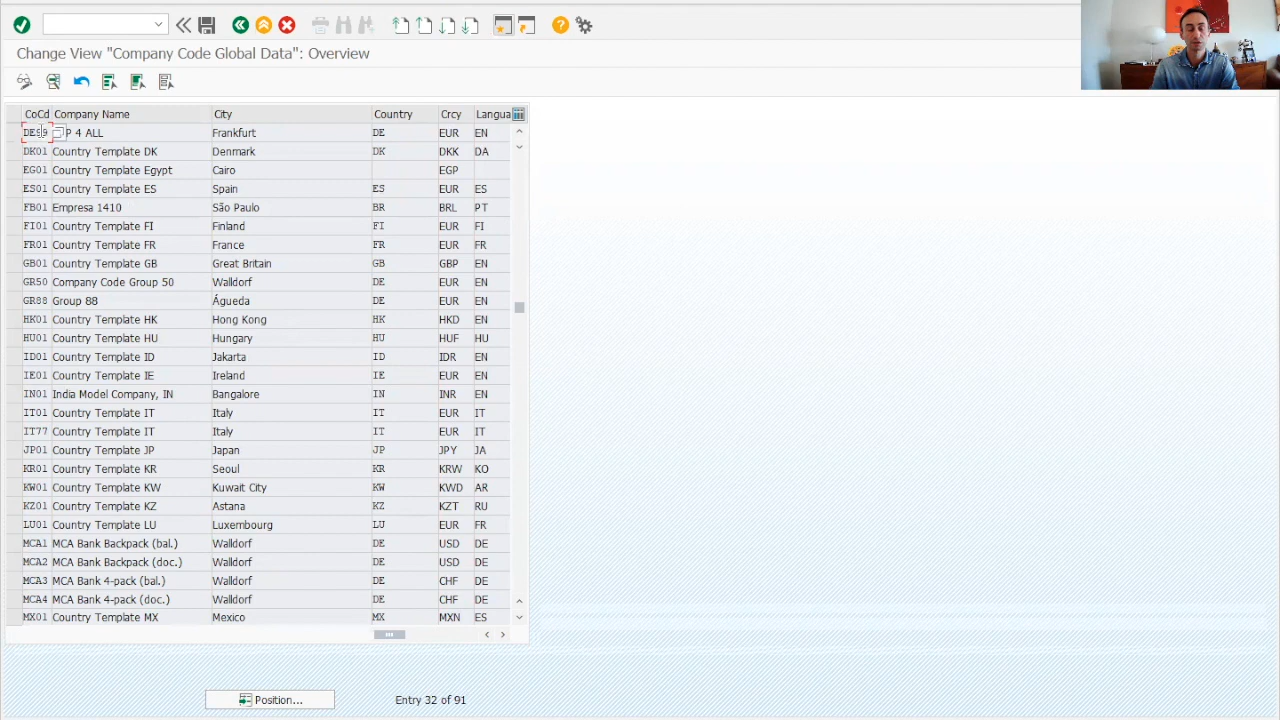 Change View "Company Code Global Data": Overview
CoCd Company Name City Country Crcy Langua
P 4 ALL Frankfurt DE EUR EN
DK01 Country Template DK Denmark DK DKK DA
EG01 Country Template Egypt Cairo EGP
ES01 Country Template ES Spain ES EUR ES
FB01 Empresa 1410 São Paulo BR BRL PT
FI01 Country Template FI Finland FI EUR FI
FR01 Country Template FR France FR EUR FR
GB01 Country Template GB Great Britain GB GBP EN
GR50 Company Code Group 50 Walldorf DE EUR EN
GR88 Group 88 Águeda DE EUR EN
HK01 Country Template HK Hong Kong HK HKD EN
HU01 Country Template HU Hungary HU HUF HU
ID01 Country Template ID Jakarta ID IDR EN
IE01 Country Template IE Ireland IE EUR EN
IN01 India Model Company, IN Bangalore IN INR EN
IT01 Country Template IT Italy IT EUR IT
IT77 Country Template IT Italy IT EUR IT
JP01 Country Template JP Japan JP JPY JA
KR01 Country Template KR Seoul KR KRW KO
KW01 Country Template KW Kuwait City KW KWD AR
KZ01 Country Template KZ Astana KZ KZT RU
LU01 Country Template LU Luxembourg LU EUR FR
MCA1 MCA Bank Backpack (bal.) Walldorf DE USD DE
MCA2 MCA Bank Backpack (doc.) Walldorf DE USD DE
MCA3 MCA Bank 4-pack (bal.) Walldorf DE CHF DE
MCA4 MCA Bank 4-pack (doc.) Walldorf DE CHF DE
MX01 Country Template MX Mexico MX MXN ES
Position... Entry 32 of 91